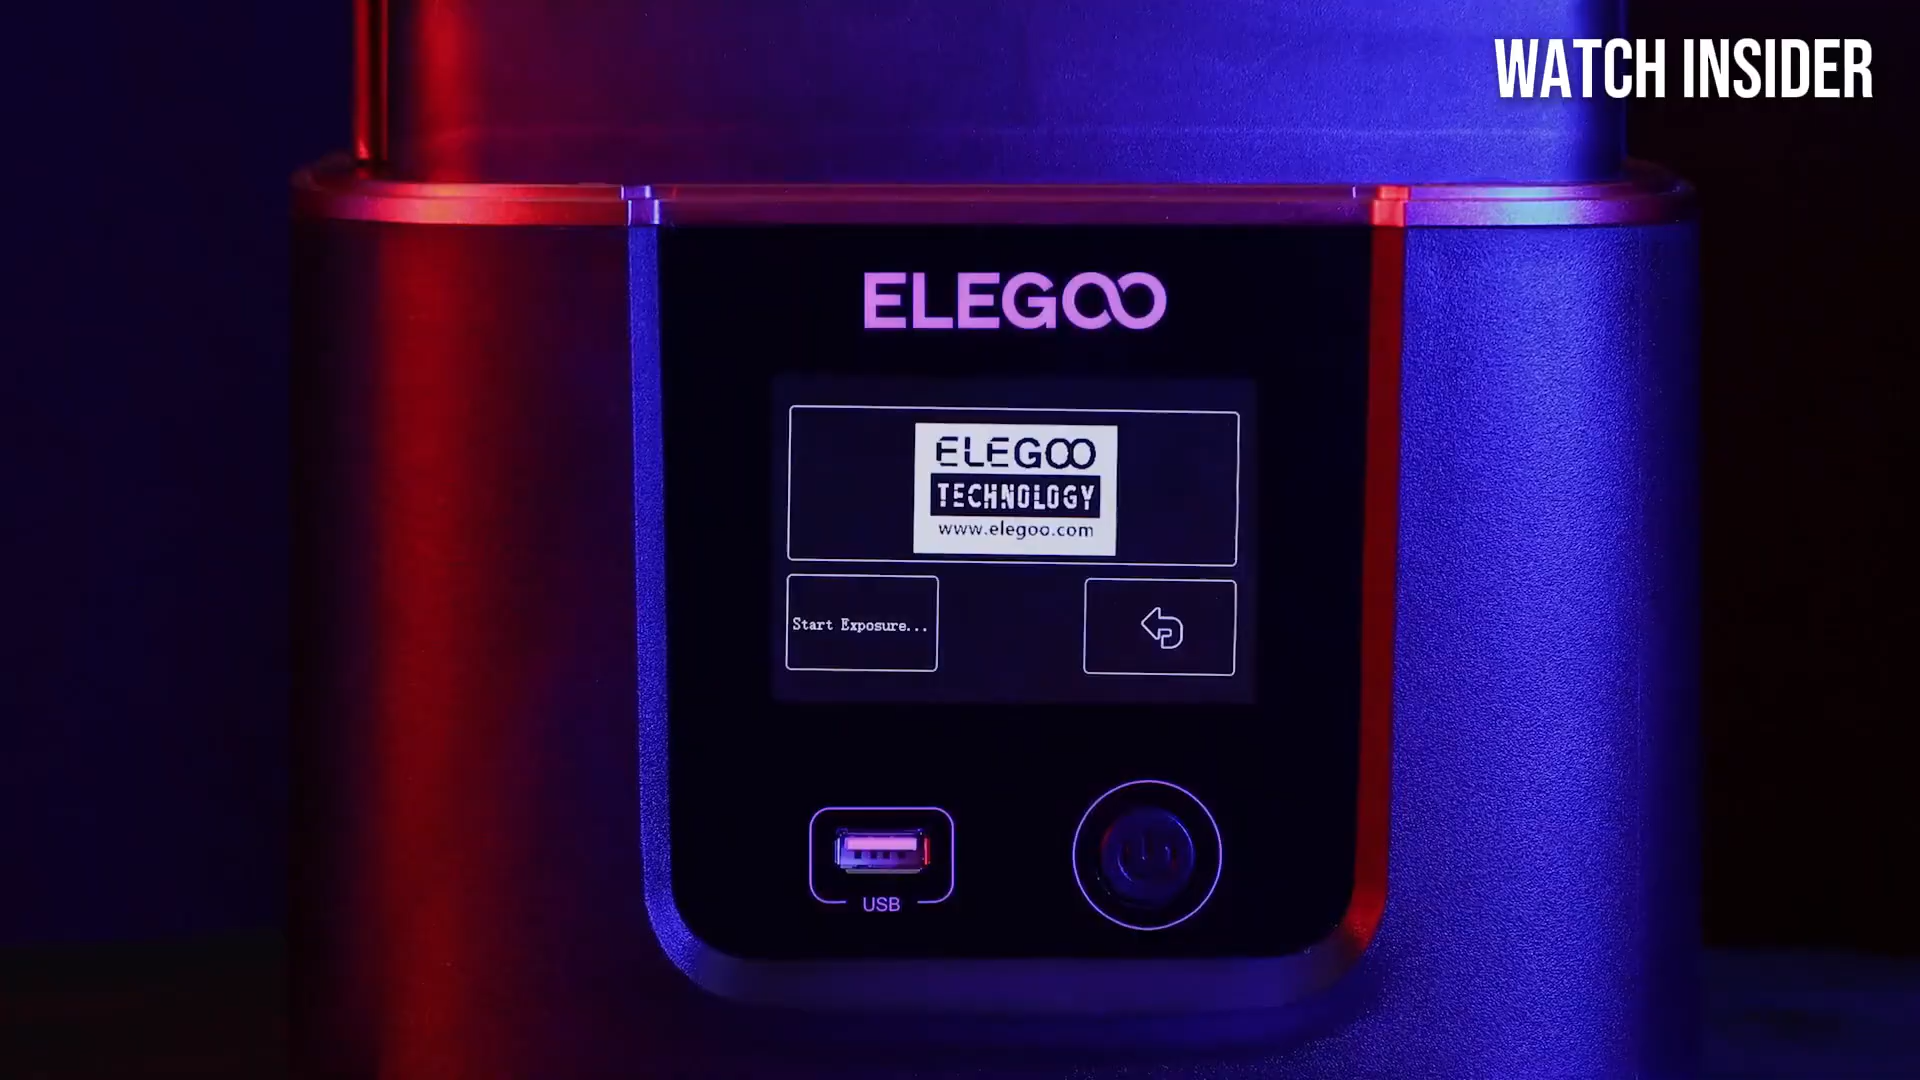 WATCH INSIDER
ELEGOO
ELEGOO
TECHNOLOGY
www.elegoo.com
Start Exposure...
USB